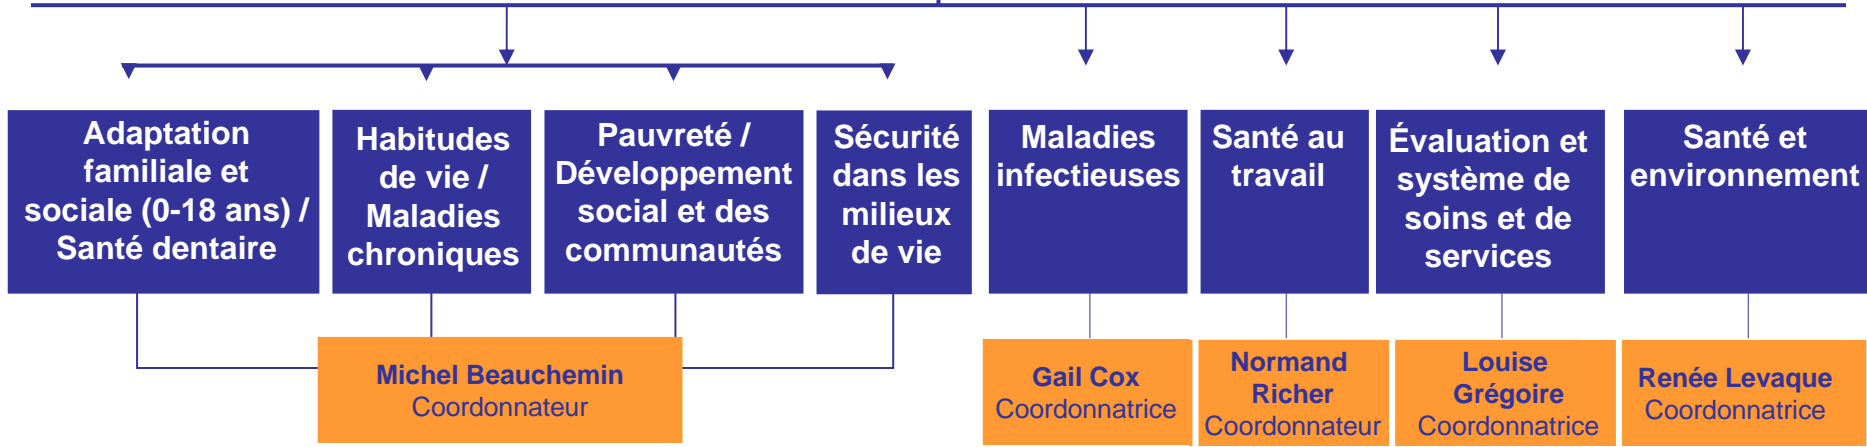 Adaptation
familiale et
sociale (0-18 ans) /
Santé dentaire
Habitudes
de vie /
Maladies
chroniques
Pauvreté /
Développement
social et des
communautés
Sécurité
dans les
milieux
de vie
Maladies
infectieuses
Santé au
travail
Évaluation et
système de
soins et de
services
Santé et
environnement
Michel Beauchemin
Coordonnateur
Gail Cox
Coordonnatrice
Normand
Richer
Coordonnateur
Louise
Grégoire
Coordonnatrice
Renée Levaque
Coordonnatrice